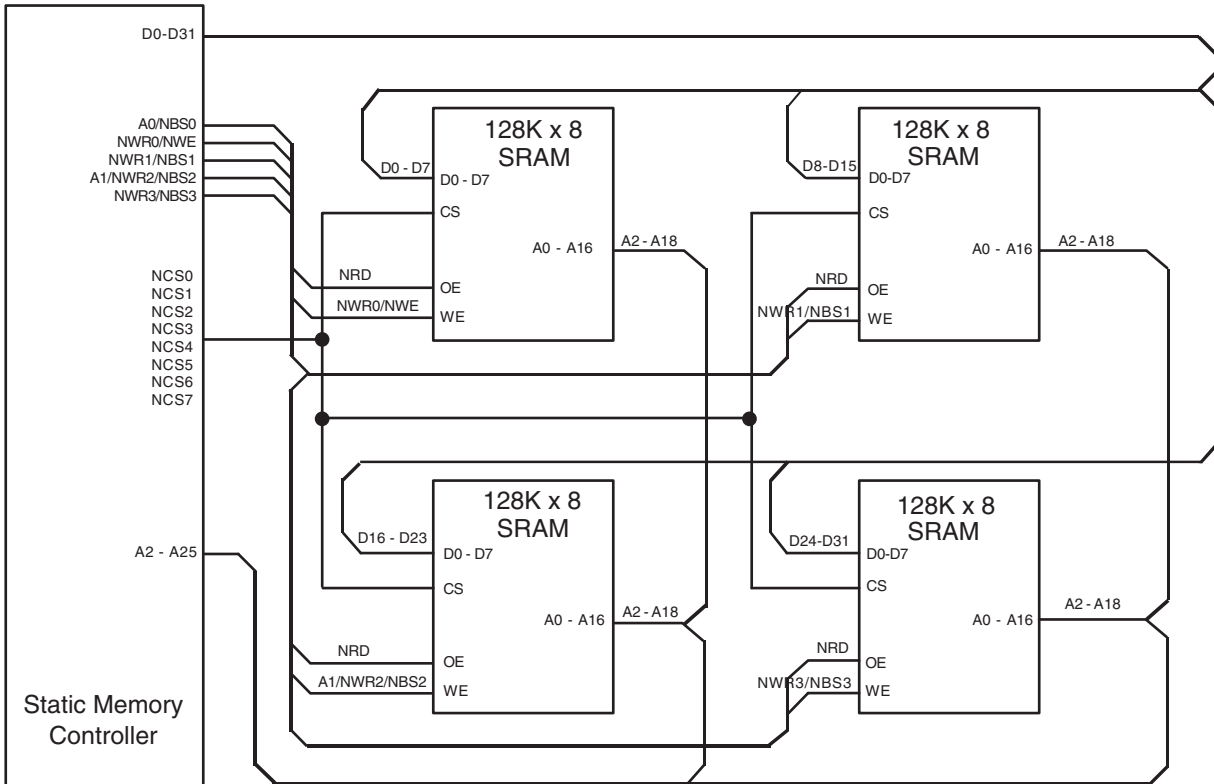 D0-D31
A0/NBS0
NWR0/NWE
NWR1/NBS1
A1/NWR2/NBS2
NWR3/NBS3
NCS0
NCS1
NCS2
NCS3
NCS4
NCS5
NCS6
NCS7
A2 - A25
Static Memory
Controller
128K x 8
SRAM
D0 - D7
D0 - D7
CS
A0 - A16
A2 - A18
NRD
OE
NWR0/NWE
WE
128K x 8
SRAM
D8-D15
D0-D7
CS
A0 - A16
A2 - A18
NRD
OE
NWR1/NBS1
WE
128K x 8
SRAM
D16 - D23
D0 - D7
CS
A0 - A16
A2 - A18
NRD
OE
A1/NWR2/NBS2
WE
128K x 8
SRAM
D24-D31
D0-D7
CS
A0 - A16
A2 - A18
NRD
OE
NWR3/NBS3
WE